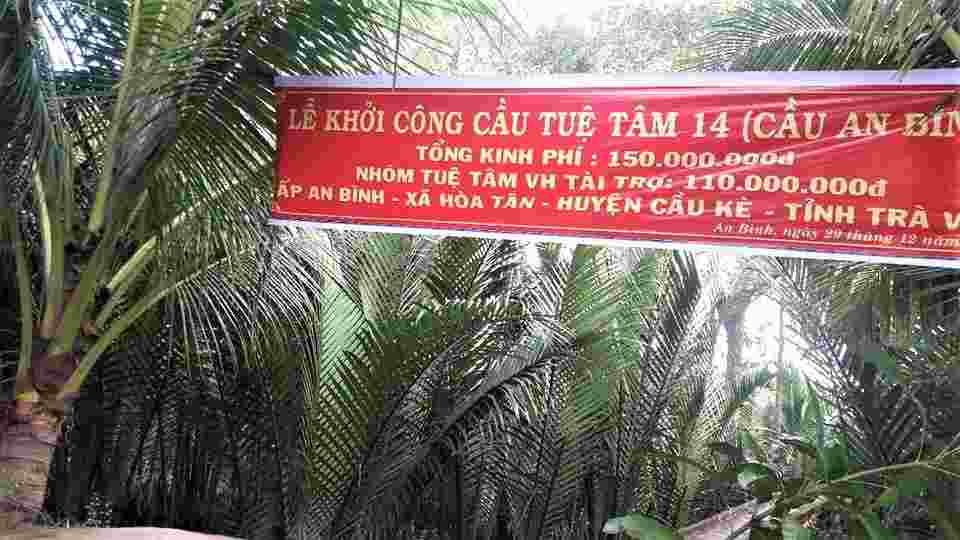 LỄ KHỞI CÔNG CẦU TUỆ TÂM 14 (CẦU AN BÌN
TỔNG KINH PHÍ : 150.000.000đ
NHÓM TUỆ TÂM VH TÀI TRỢ: 110.000.000đ
ẤP AN BÌNH - XÃ HÒA TÂN - HUYỆN CẦU KÈ - TỈNH TRÀ V
An Bình, ngày 29 tháng 12 năm